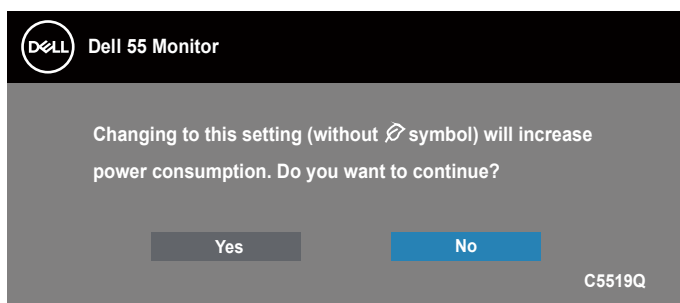 DELL Dell 55 Monitor
Changing to this setting (without symbol) will increase
power consumption. Do you want to continue?
Yes No
C5519Q